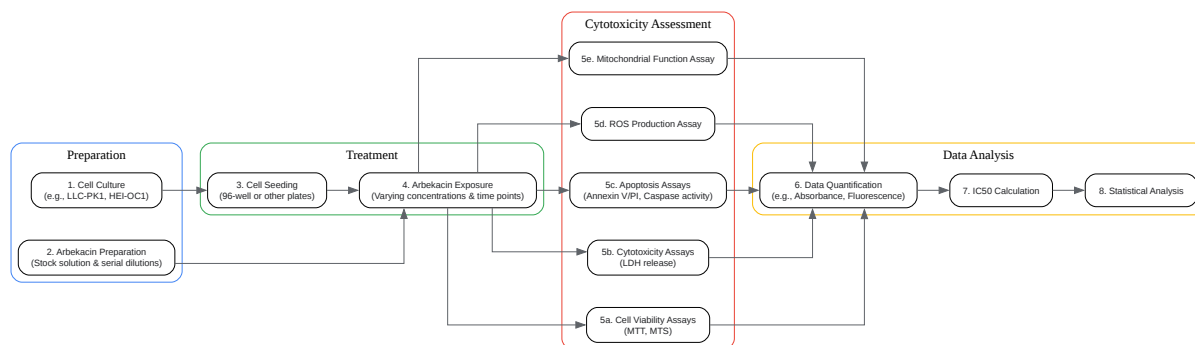 Cytotoxicity Assessment
5e. Mitochondrial Function Assay
5d. ROS Production Assay
Preparation
Treatment
Data Analysis
1. Cell Culture
(e.g., LLC-PK1, HEI-OC1)
3. Cell Seeding
(96-well or other plates)
4. Arbekacin Exposure
(Varying concentrations & time points)
5c. Apoptosis Assays
(Annexin V/PI, Caspase activity)
6. Data Quantification
(e.g., Absorbance, Fluorescence)
7. IC50 Calculation
8. Statistical Analysis
2. Arbekacin Preparation
(Stock solution & serial dilutions)
5b. Cytotoxicity Assays
(LDH release)
5a. Cell Viability Assays
(MTT, MTS)